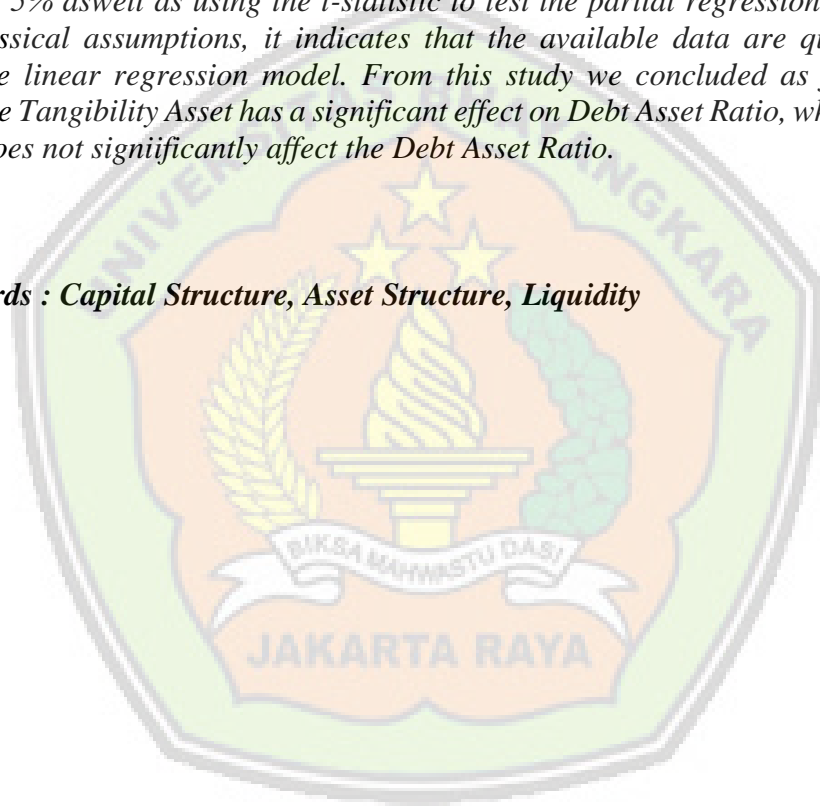 5% aswell as using the t-statistic to test the partial regression
ssical assumptions, it indicates that the available data are qu
e linear regression model. From this study we concluded as
e Tangibility Asset has a significant effect on Debt Asset Ratio, wh
oes not signiificantly affect the Debt Asset Ratio.
rds : Capital Structure, Asset Structure, Liquidity
UNIVERSITAS BHAYANGKARA
BIKSA MAHWASTU DASI
JAKARTA RAYA